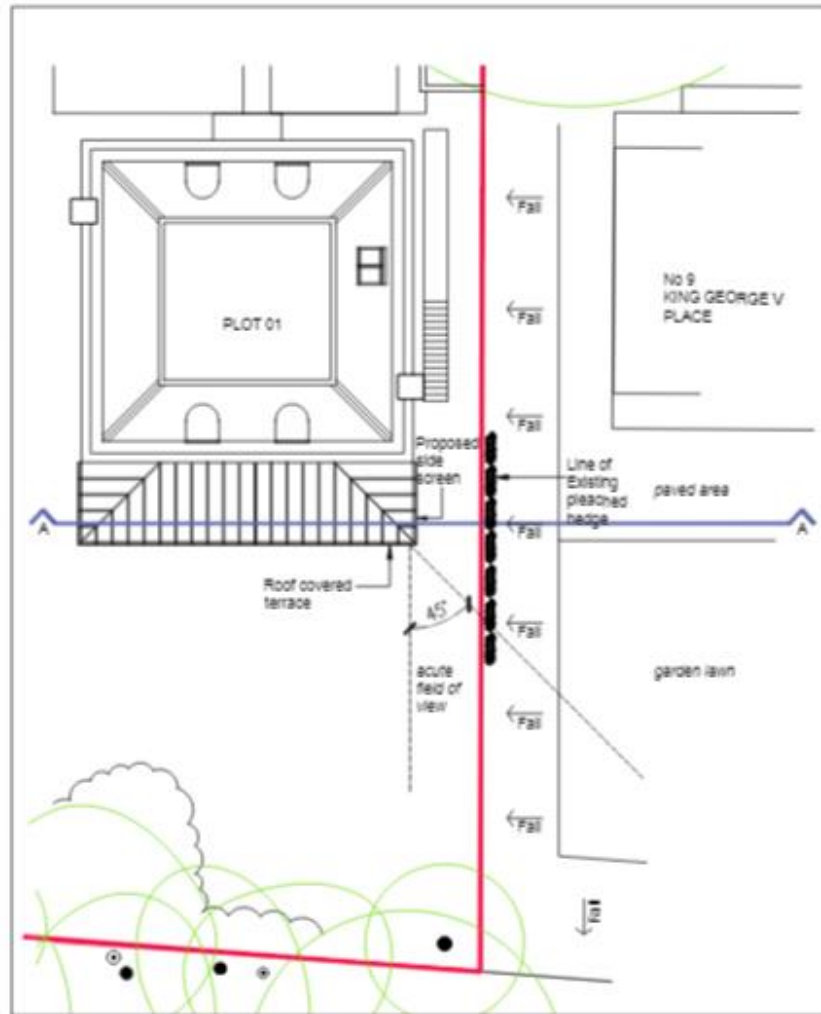 Fall
Fall
No 9
KING GEORGE V
PLACE
PLOT 01
Fall
Proposed
side
screen
Line of
Existing
pleached
hedge
paved area
A
Fall
A
Roof covered
terrace
45
Fall
acute
field of
view
garden lawn
Fall
Fall
Fall